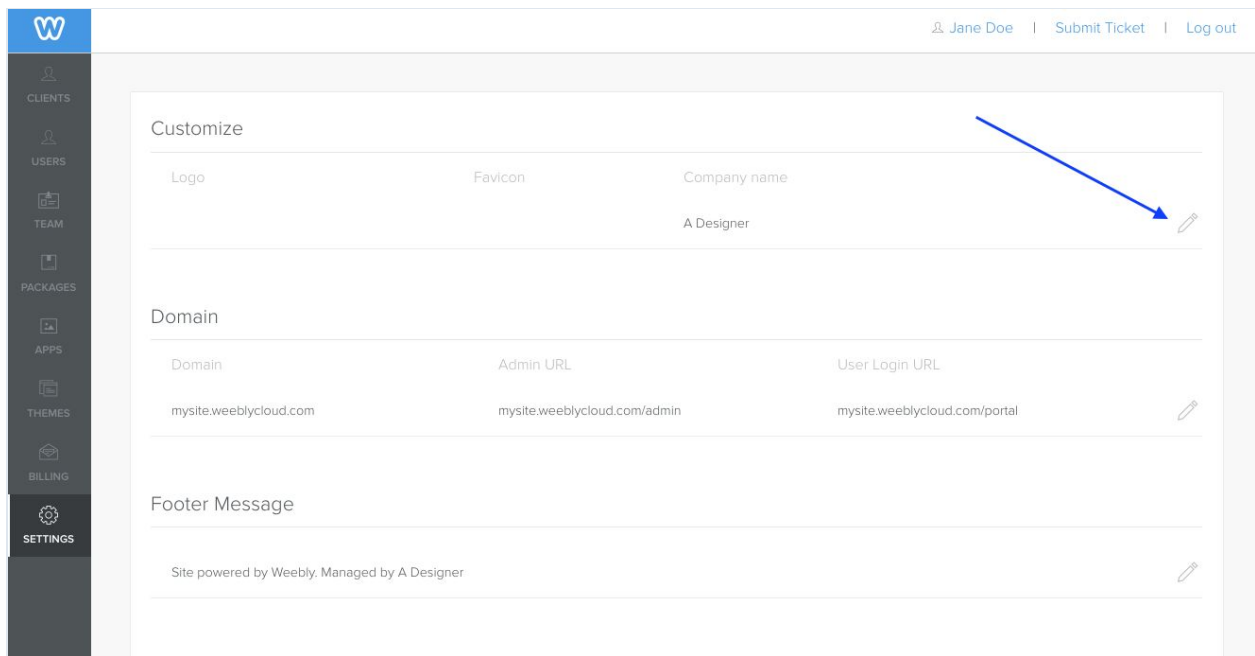 Jane Doe | Submit Ticket | Log out
CLIENTS
USERS
TEAM
PACKAGES
APPS
THEMES
BILLING
SETTINGS
Customize
Logo Favicon Company name
A Designer
Domain
Domain Admin URL User Login URL
mysite.weeblycloud.com mysite.weeblycloud.com/admin mysite.weeblycloud.com/portal
Footer Message
Site powered by Weebly. Managed by A Designer